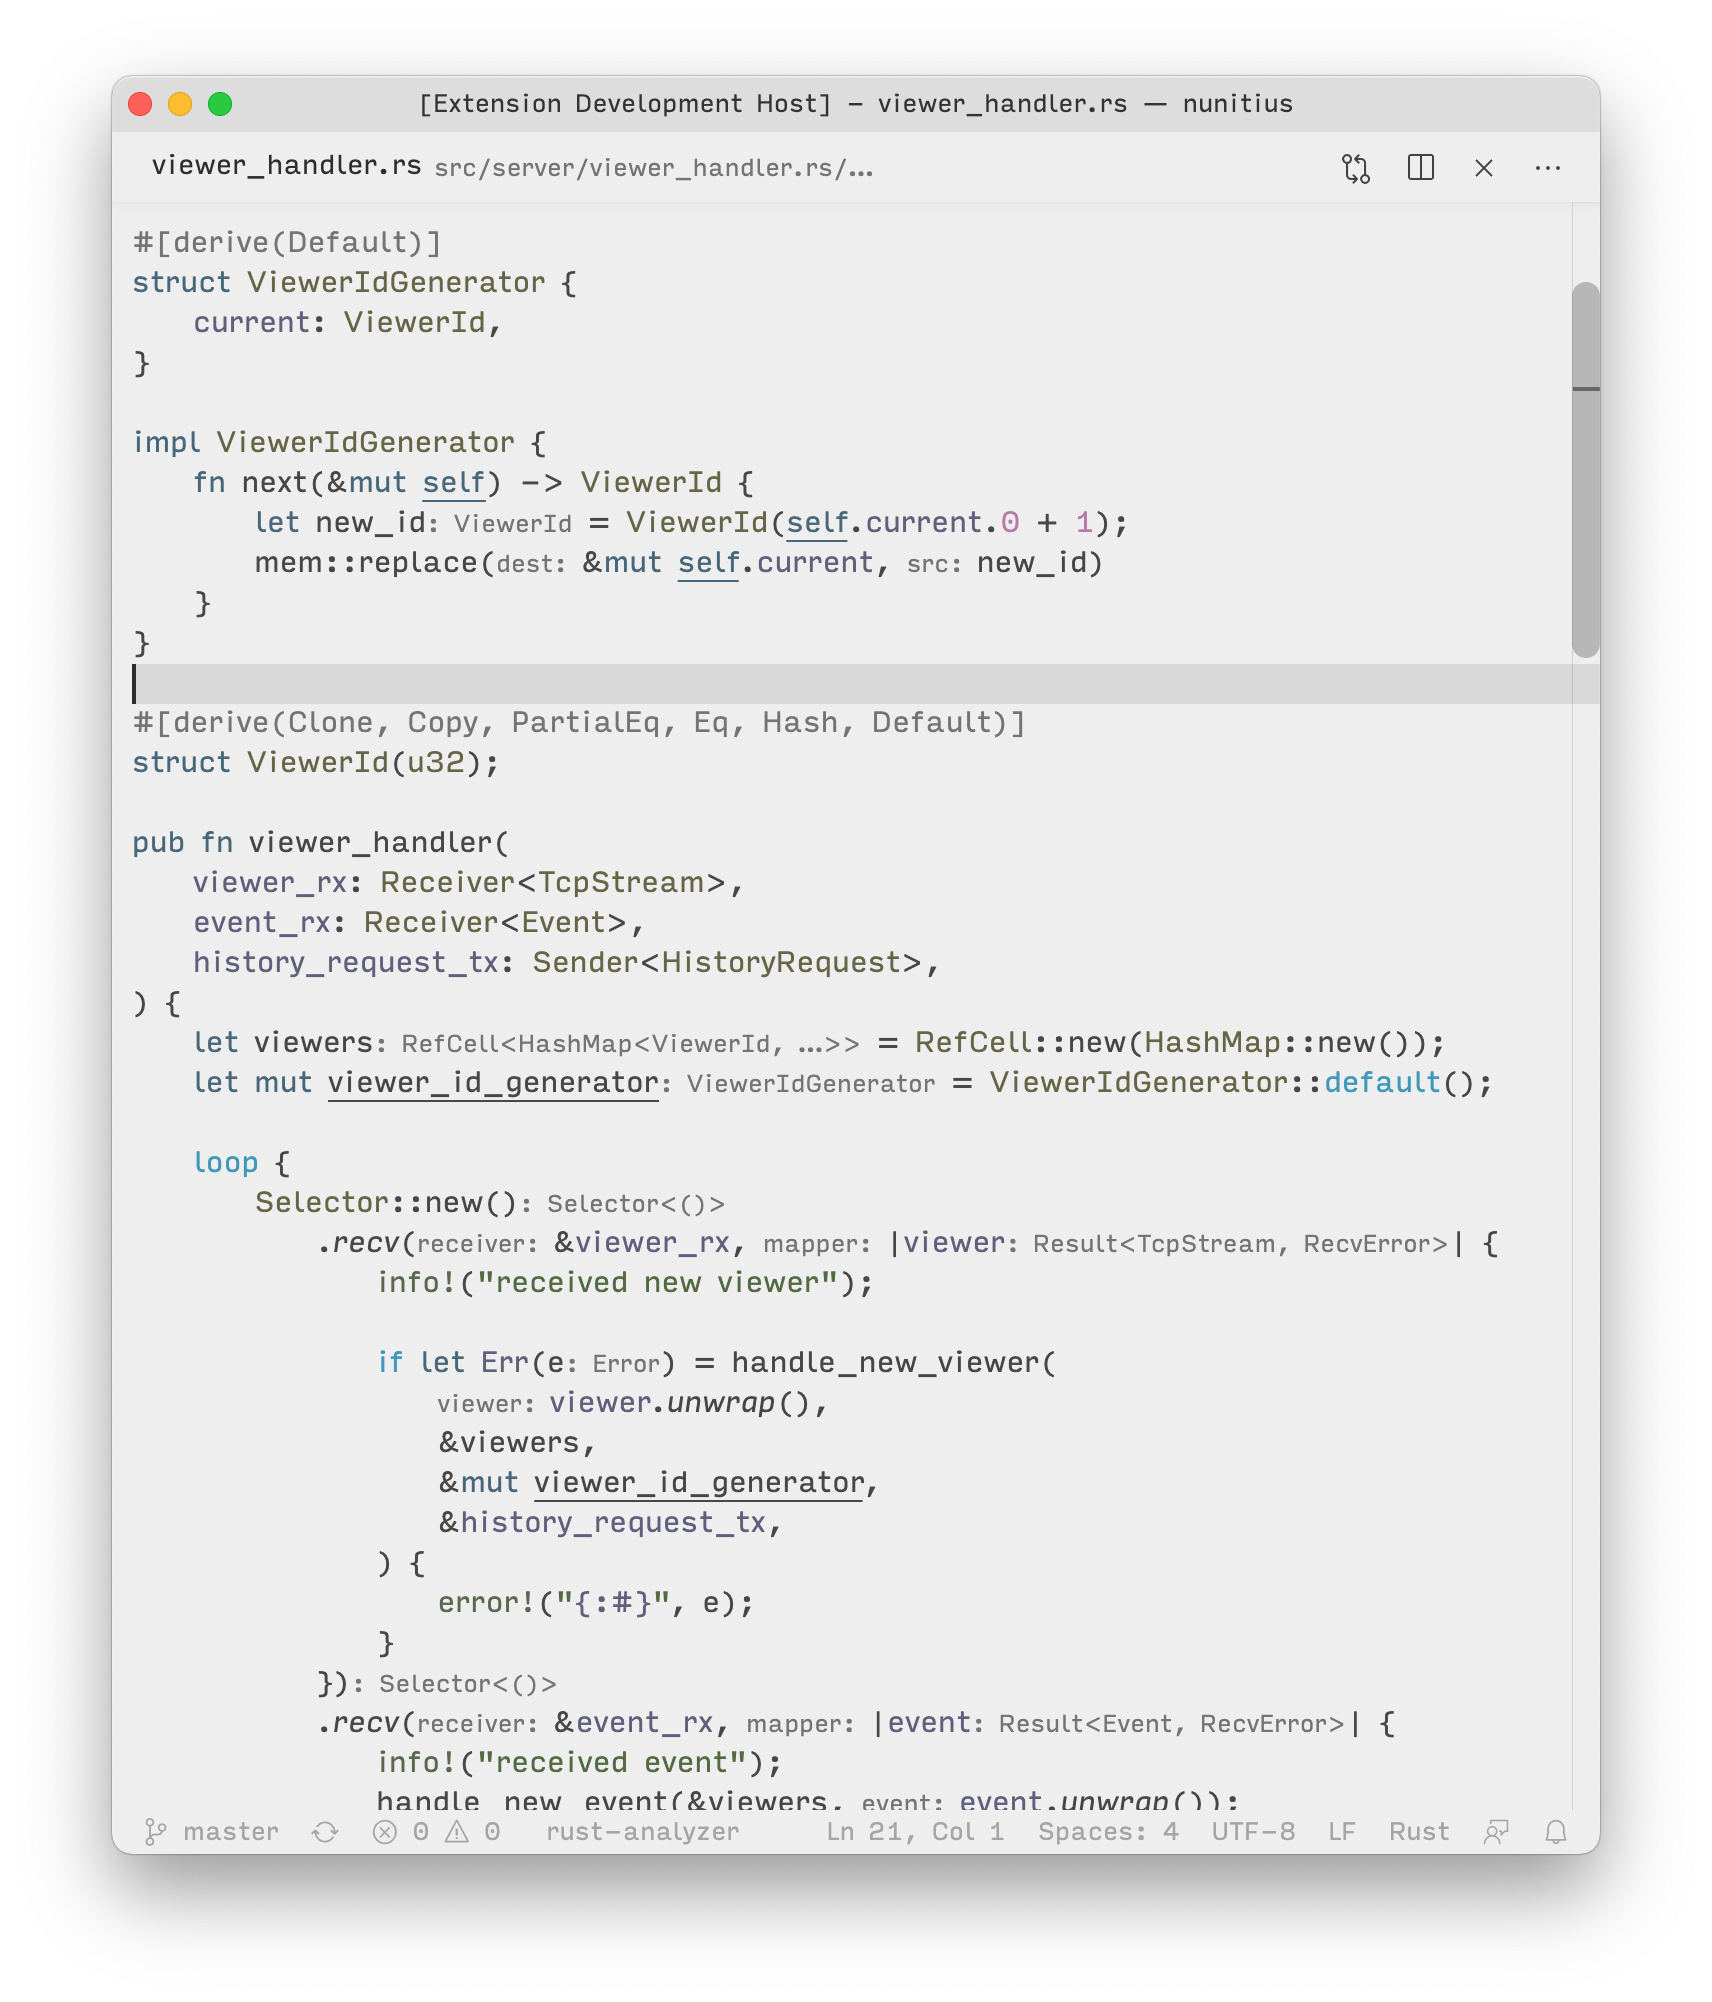 [Extension Development Host] – viewer_handler.rs — nunitius
viewer_handler.rs src/server/viewer_handler.rs/...
#[derive(Default)]
struct ViewerIdGenerator {
    current: ViewerId,
}

impl ViewerIdGenerator {
    fn next(&mut self) -> ViewerId {
        let new_id: ViewerId = ViewerId(self.current.0 + 1);
        mem::replace(dest: &mut self.current, src: new_id)
    }
}

#[derive(Clone, Copy, PartialEq, Eq, Hash, Default)]
struct ViewerId(u32);

pub fn viewer_handler(
    viewer_rx: Receiver<TcpStream>,
    event_rx: Receiver<Event>,
    history_request_tx: Sender<HistoryRequest>,
) {
    let viewers: RefCell<HashMap<ViewerId, ...>> = RefCell::new(HashMap::new());
    let mut viewer_id_generator: ViewerIdGenerator = ViewerIdGenerator::default();

    loop {
        Selector::new(): Selector<()>
            .recv(receiver: &viewer_rx, mapper: |viewer: Result<TcpStream, RecvError>| {
                info!("received new viewer");

                if let Err(e: Error) = handle_new_viewer(
                    viewer: viewer.unwrap(),
                    &viewers,
                    &mut viewer_id_generator,
                    &history_request_tx,
                ) {
                    error!("{:#}", e);
                }
            }): Selector<()>
            .recv(receiver: &event_rx, mapper: |event: Result<Event, RecvError>| {
                info!("received event");
                handle_new_event(&viewers, event: event.unwrap());
master 0 0 rust-analyzer Ln 21, Col 1 Spaces: 4 UTF-8 LF Rust